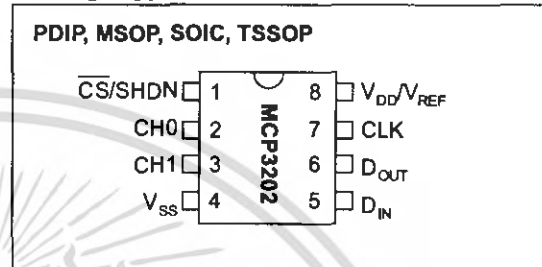 PDIP, MSOP, SOIC, TSSOP
CS/SHDN 1 8 VDD/VREF
CH0 2 7 CLK
CH1 3 6 DOUT
VSS 4 5 DIN
MCP3202